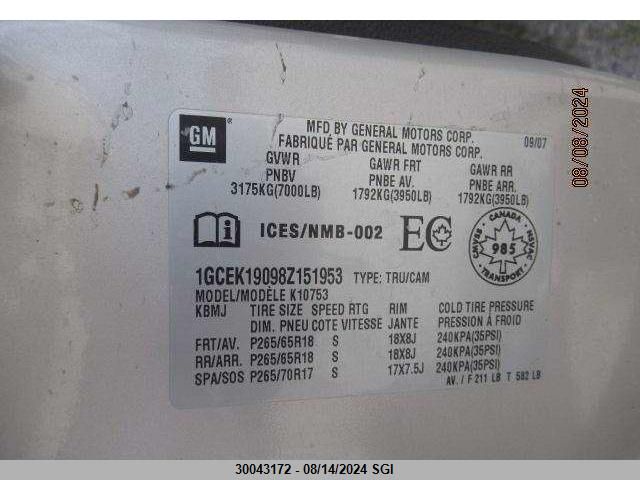 GM
MFD BY GENERAL MOTORS CORP. 09/07
FABRIQUÉ PAR GENERAL MOTORS CORP.
GVWR GAWR FRT GAWR RR
PNBV PNBE AV. PNBE ARR.
3175KG(7000LB) 1792KG(3950LB) 1792KG(3950LB)
ICES/NMB-002 EC
CANADA
CMVSS 985 NSVAC
TRANSPORT
1GCEK19098Z151953 TYPE: TRU/CAM
MODEL/MODÈLE K10753
KBMJ TIRE SIZE SPEED RTG RIM COLD TIRE PRESSURE
DIM. PNEU COTE VITESSE JANTE PRESSION À FROID
FRT/AV. P265/65R18 S 18X8J 240KPA(35PSI)
RR/ARR. P265/65R18 S 18X8J 240KPA(35PSI)
SPA/SOS P265/70R17 S 17X7.5J 240KPA(35PSI)
AV. / F 211 LB T 582 LB
08/08/2024
30043172 - 08/14/2024 SGI